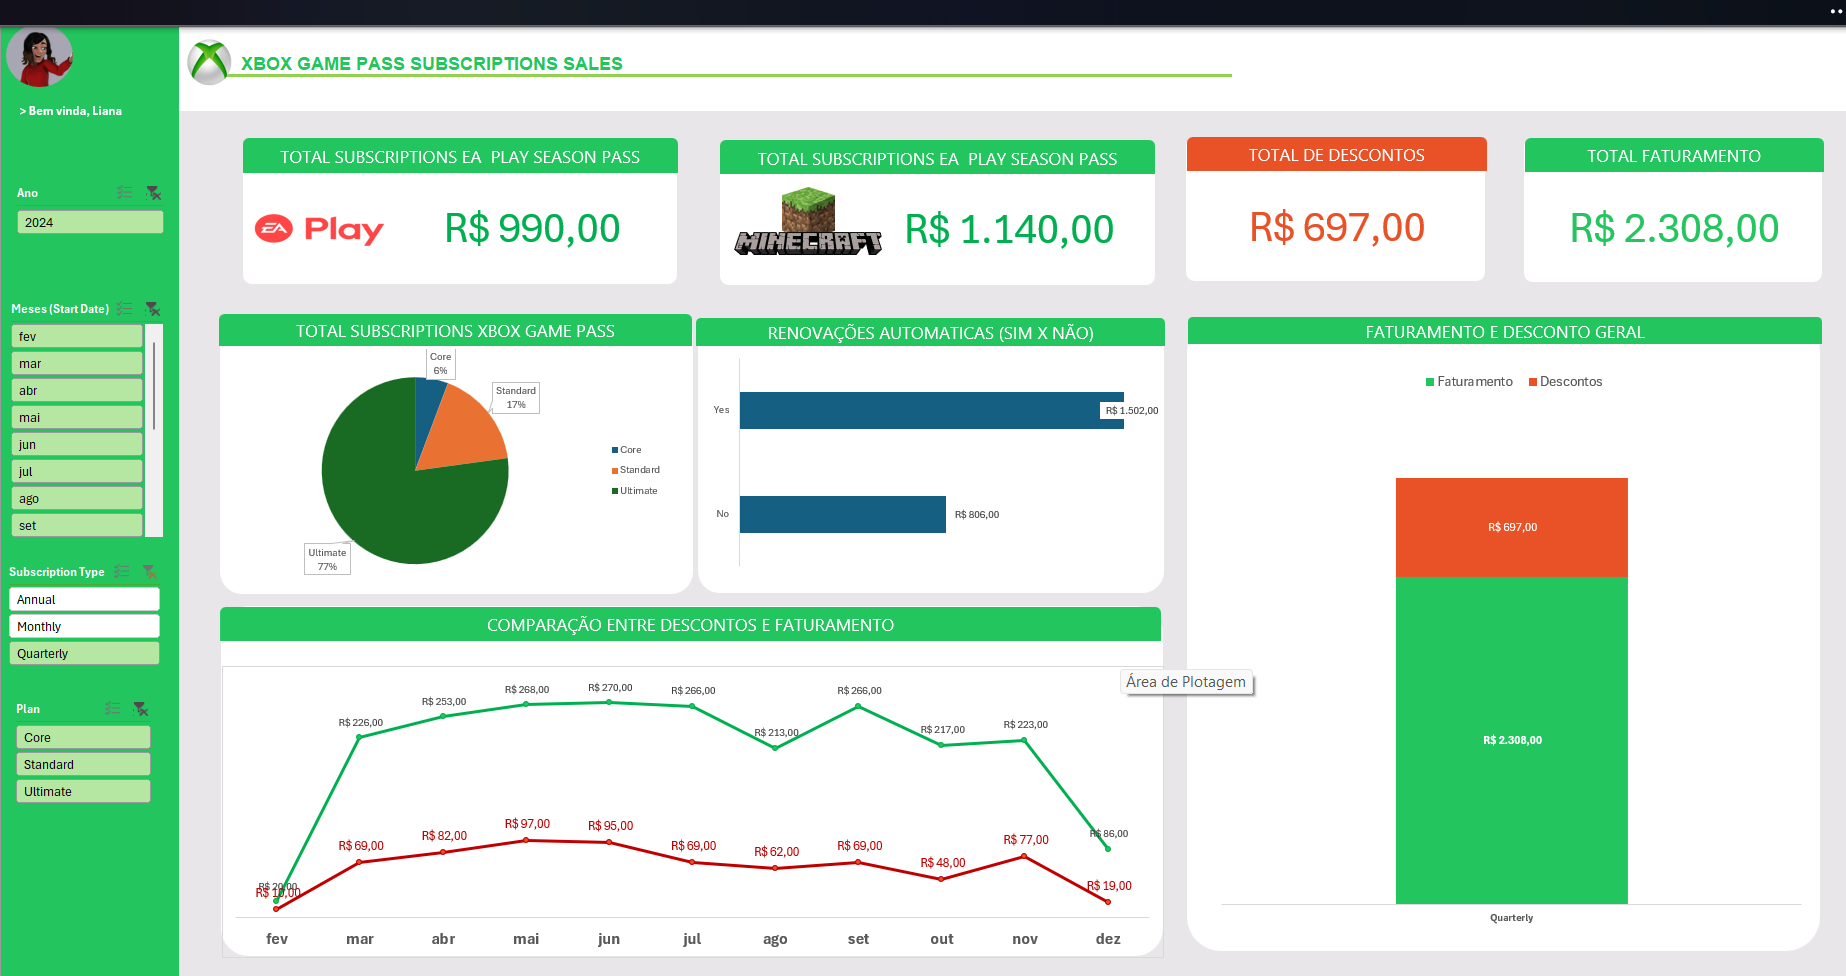 XBOX GAME PASS SUBSCRIPTIONS SALES
> Bem vinda, Liana
Ano
2024
Meses (Start Date)
fev
mar
abr
mai
jun
jul
ago
set
Subscription Type
Annual
Monthly
Quarterly
Plan
Core
Standard
Ultimate
TOTAL SUBSCRIPTIONS EA  PLAY SEASON PASS
EA Play
R$ 990,00
TOTAL SUBSCRIPTIONS EA  PLAY SEASON PASS
MINECRAFT
R$ 1.140,00
TOTAL DE DESCONTOS
R$ 697,00
TOTAL FATURAMENTO
R$ 2.308,00
TOTAL SUBSCRIPTIONS XBOX GAME PASS
Core
6%
Standard
17%
Ultimate
77%
Core
Standard
Ultimate
RENOVAÇÕES AUTOMATICAS (SIM X NÃO)
Yes
R$ 1.502,00
No
R$ 806,00
FATURAMENTO E DESCONTO GERAL
Faturamento
Descontos
R$ 697,00
R$ 2.308,00
Quarterly
COMPARAÇÃO ENTRE DESCONTOS E FATURAMENTO
Área de Plotagem
R$ 20,00
R$ 226,00
R$ 253,00
R$ 268,00
R$ 270,00
R$ 266,00
R$ 213,00
R$ 266,00
R$ 217,00
R$ 223,00
R$ 86,00
R$ 10,00
R$ 69,00
R$ 82,00
R$ 97,00
R$ 95,00
R$ 69,00
R$ 62,00
R$ 69,00
R$ 48,00
R$ 77,00
R$ 19,00
fev mar abr mai jun jul ago set out nov dez